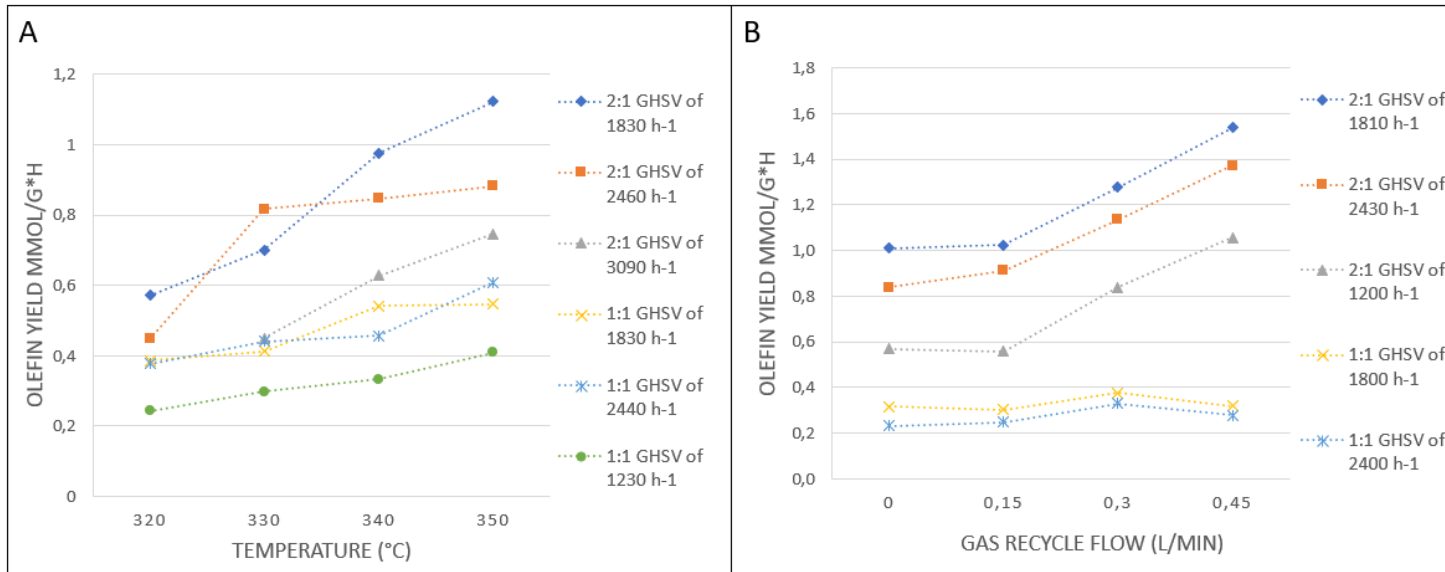 A
OLEFIN YIELD MMOL/G*H
1,2
1
0,8
0,6
0,4
0,2
0
320 330 340 350
TEMPERATURE (°C)
2:1 GHSV of
1830 h-1
2:1 GHSV of
2460 h-1
2:1 GHSV of
3090 h-1
1:1 GHSV of
1830 h-1
1:1 GHSV of
2440 h-1
1:1 GHSV of
1230 h-1
B
OLEFIN YIELD MMOL/G*H
1,8
1,6
1,4
1,2
1,0
0,8
0,6
0,4
0,2
0,0
0 0,15 0,3 0,45
GAS RECYCLE FLOW (L/MIN)
2:1 GHSV of
1810 h-1
2:1 GHSV of
2430 h-1
2:1 GHSV of
1200 h-1
1:1 GHSV of
1800 h-1
1:1 GHSV of
2400 h-1